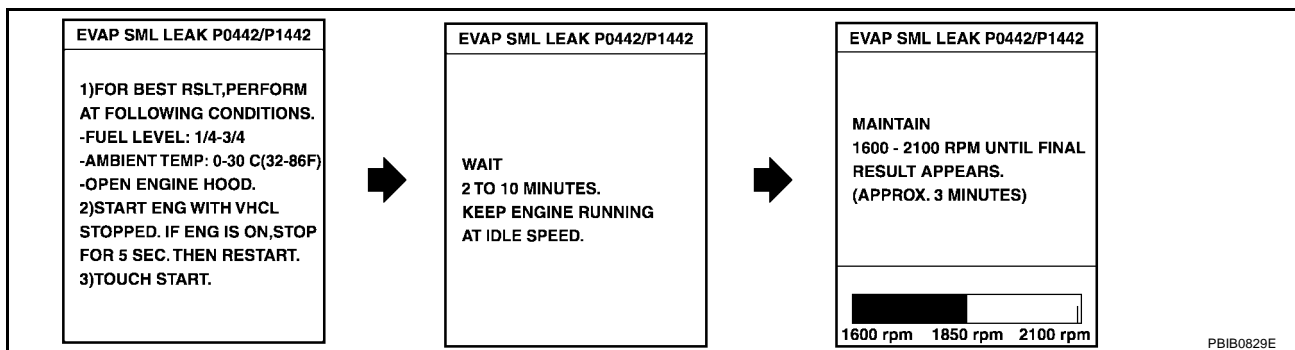 EVAP SML LEAK P0442/P1442
1)FOR BEST RSLT,PERFORM
AT FOLLOWING CONDITIONS.
-FUEL LEVEL: 1/4-3/4
-AMBIENT TEMP: 0-30 C(32-86F)
-OPEN ENGINE HOOD.
2)START ENG WITH VHCL
STOPPED. IF ENG IS ON,STOP
FOR 5 SEC. THEN RESTART.
3)TOUCH START.
EVAP SML LEAK P0442/P1442
WAIT
2 TO 10 MINUTES.
KEEP ENGINE RUNNING
AT IDLE SPEED.
EVAP SML LEAK P0442/P1442
MAINTAIN
1600 - 2100 RPM UNTIL FINAL
RESULT APPEARS.
(APPROX. 3 MINUTES)
1600 rpm 1850 rpm 2100 rpm
PBIB0829E